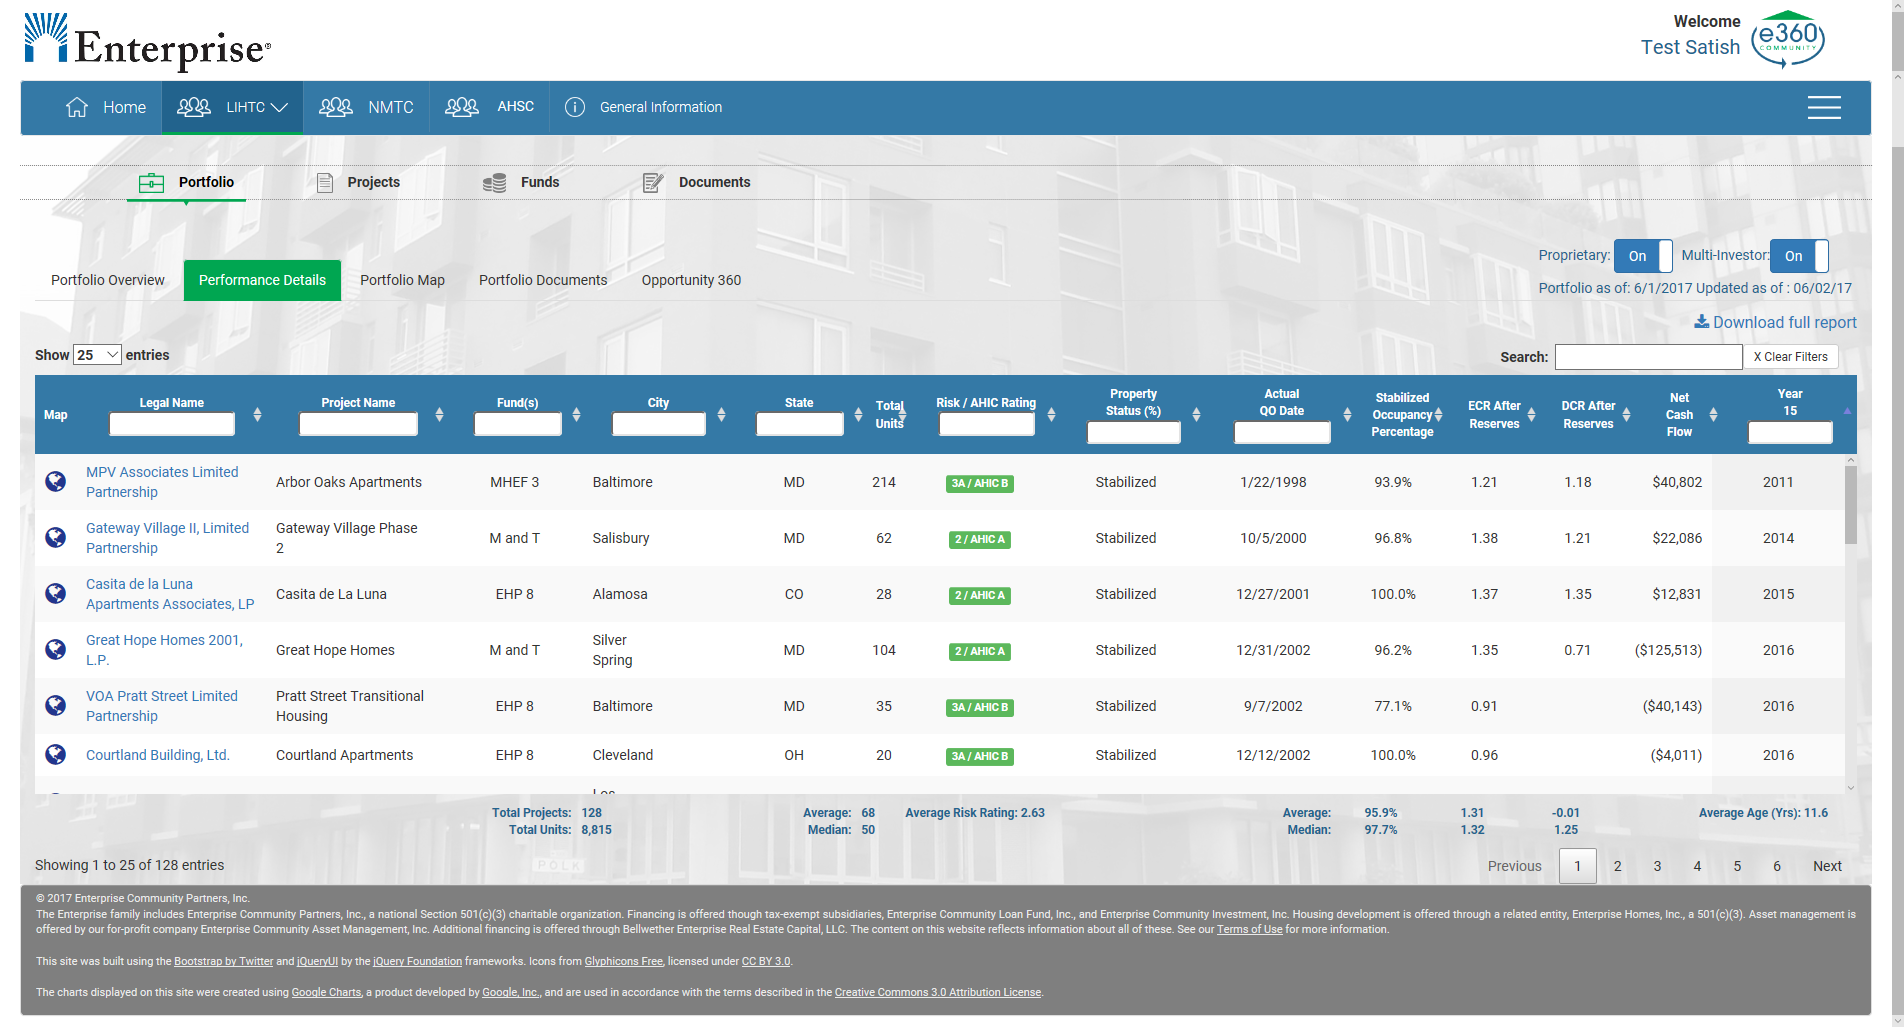 Enterprise®
Welcome
Test Satish
e360
COMMUNITY
Home
LIHTC
NMTC
AHSC
General Information
Portfolio
Projects
Funds
Documents
Proprietary: On Multi-Investor: On
Portfolio Overview
Performance Details
Portfolio Map
Portfolio Documents
Opportunity 360
Portfolio as of: 6/1/2017 Updated as of : 06/02/17
Download full report
Show 25 entries
Search:
X Clear Filters
Map
Legal Name
Project Name
Fund(s)
City
State
Total
Units
Risk / AHIC Rating
Property
Status (%)
Actual
QO Date
Stabilized
Occupancy
Percentage
ECR After
Reserves
DCR After
Reserves
Net
Cash
Flow
Year
15
MPV Associates Limited
Partnership
Arbor Oaks Apartments MHEF 3 Baltimore MD 214 3A / AHIC B Stabilized 1/22/1998 93.9% 1.21 1.18 $40,802 2011
Gateway Village II, Limited
Partnership
Gateway Village Phase
2
M and T Salisbury MD 62 2 / AHIC A Stabilized 10/5/2000 96.8% 1.38 1.21 $22,086 2014
Casita de la Luna
Apartments Associates, LP
Casita de La Luna EHP 8 Alamosa CO 28 2 / AHIC A Stabilized 12/27/2001 100.0% 1.37 1.35 $12,831 2015
Great Hope Homes 2001,
L.P.
Great Hope Homes M and T
Silver
Spring
MD 104 2 / AHIC A Stabilized 12/31/2002 96.2% 1.35 0.71 ($125,513) 2016
VOA Pratt Street Limited
Partnership
Pratt Street Transitional
Housing
EHP 8 Baltimore MD 35 3A / AHIC B Stabilized 9/7/2002 77.1% 0.91 ($40,143) 2016
Courtland Building, Ltd. Courtland Apartments EHP 8 Cleveland OH 20 3A / AHIC B Stabilized 12/12/2002 100.0% 0.96 ($4,011) 2016
Total Projects: 128 Average: 68 Average Risk Rating: 2.63 Average: 95.9% 1.31 -0.01 Average Age (Yrs): 11.6
Total Units: 8,815 Median: 50 Median: 97.7% 1.32 1.25
POLK
Showing 1 to 25 of 128 entries
Previous 1 2 3 4 5 6 Next
© 2017 Enterprise Community Partners, Inc.
The Enterprise family includes Enterprise Community Partners, Inc., a national Section 501(c)(3) charitable organization. Financing is offered though tax-exempt subsidiaries, Enterprise Community Loan Fund, Inc., and Enterprise Community Investment, Inc. Housing development is offered through a related entity, Enterprise Homes, Inc., a 501(c)(3). Asset management is
offered by our for-profit company Enterprise Community Asset Management, Inc. Additional financing is offered through Bellwether Enterprise Real Estate Capital, LLC. The content on this website reflects information about all of these. See our Terms of Use for more information.
This site was built using the Bootstrap by Twitter and jQueryUI by the jQuery Foundation frameworks. Icons from Glyphicons Free, licensed under CC BY 3.0.
The charts displayed on this site were created using Google Charts, a product developed by Google, Inc., and are used in accordance with the terms described in the Creative Commons 3.0 Attribution License.